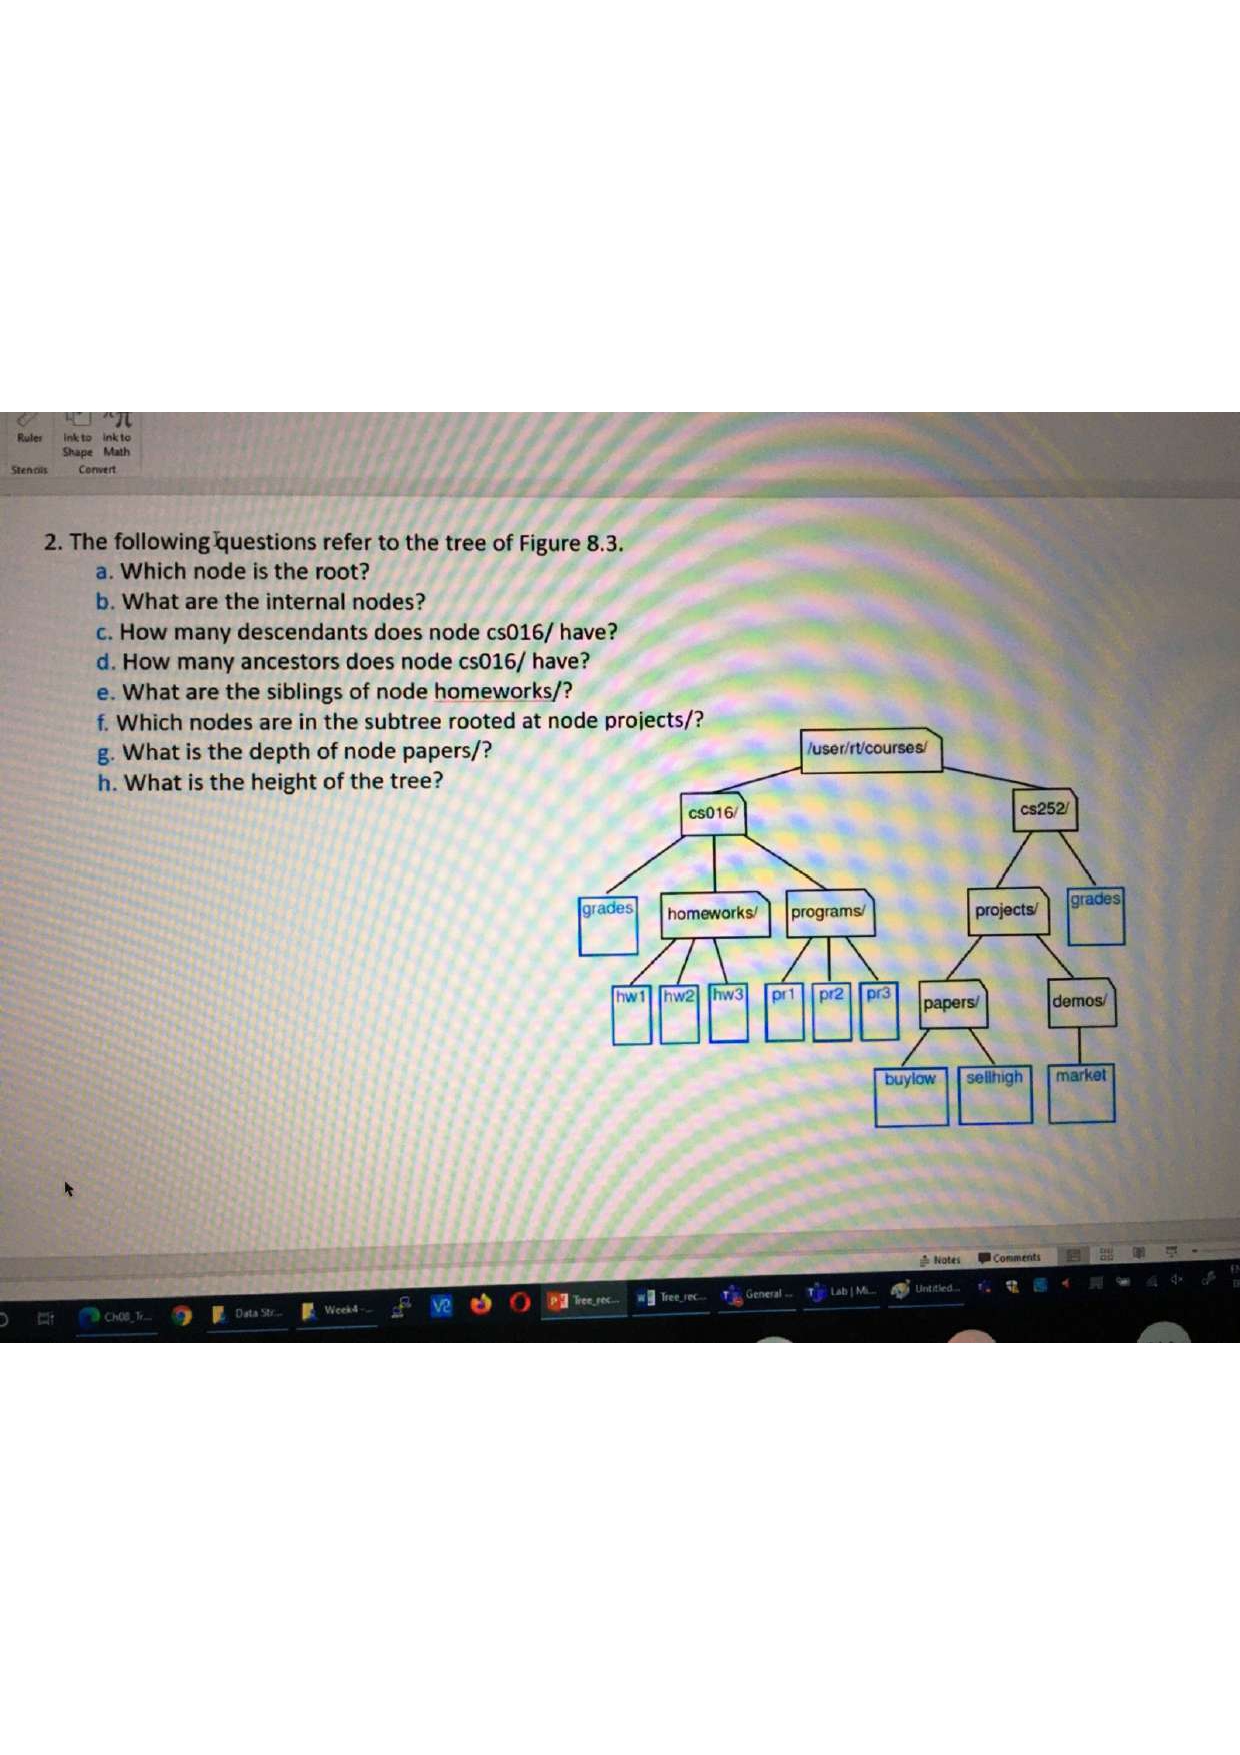 Ruler
Ink to Ink to
Shape Math
Stencils Convert
2. The following questions refer to the tree of Figure 8.3.
a. Which node is the root?
b. What are the internal nodes?
c. How many descendants does node cs016/ have?
d. How many ancestors does node cs016/ have?
e. What are the siblings of node homeworks/?
f. Which nodes are in the subtree rooted at node projects/?
g. What is the depth of node papers/?
h. What is the height of the tree?
/user/rt/courses/
cs016/ cs252/
grades homeworks/ programs/ projects/ grades
hw1 hw2 hw3 pr1 pr2 pr3 papers/ demos/
buylow sellhigh market
Notes Comments
Ch08_Tr... Data Str... Week4 -... Tree_rec... Tree_rec... General -... Lab | Mi... Untitled...